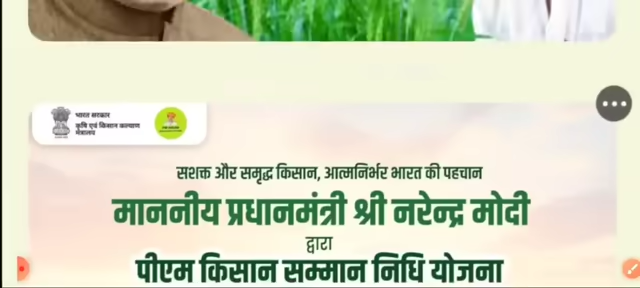 भारत सरकार
कृषि एवं किसान कल्याण
मंत्रालय
सशक्त और समृद्ध किसान, आत्मनिर्भर भारत की पहचान
माननीय प्रधानमंत्री श्री नरेन्द्र मोदी
द्वारा
पीएम किसान सम्मान निधि योजना